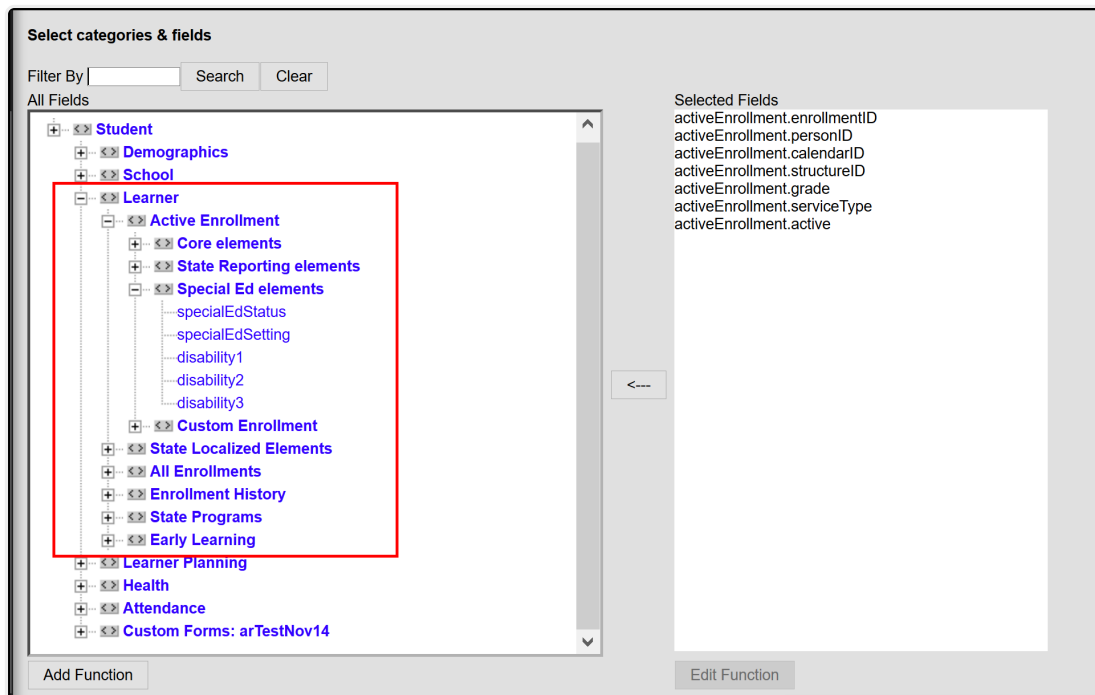 Select categories & fields
Filter By
Search
Clear
All Fields
Student
Demographics
School
Learner
Active Enrollment
Core elements
State Reporting elements
Special Ed elements
specialEdStatus
specialEdSetting
disability1
disability2
disability3
Custom Enrollment
State Localized Elements
All Enrollments
Enrollment History
State Programs
Early Learning
Learner Planning
Health
Attendance
Custom Forms: arTestNov14
Add Function
<---
Selected Fields
activeEnrollment.enrollmentID
activeEnrollment.personID
activeEnrollment.calendarID
activeEnrollment.structureID
activeEnrollment.grade
activeEnrollment.serviceType
activeEnrollment.active
Edit Function